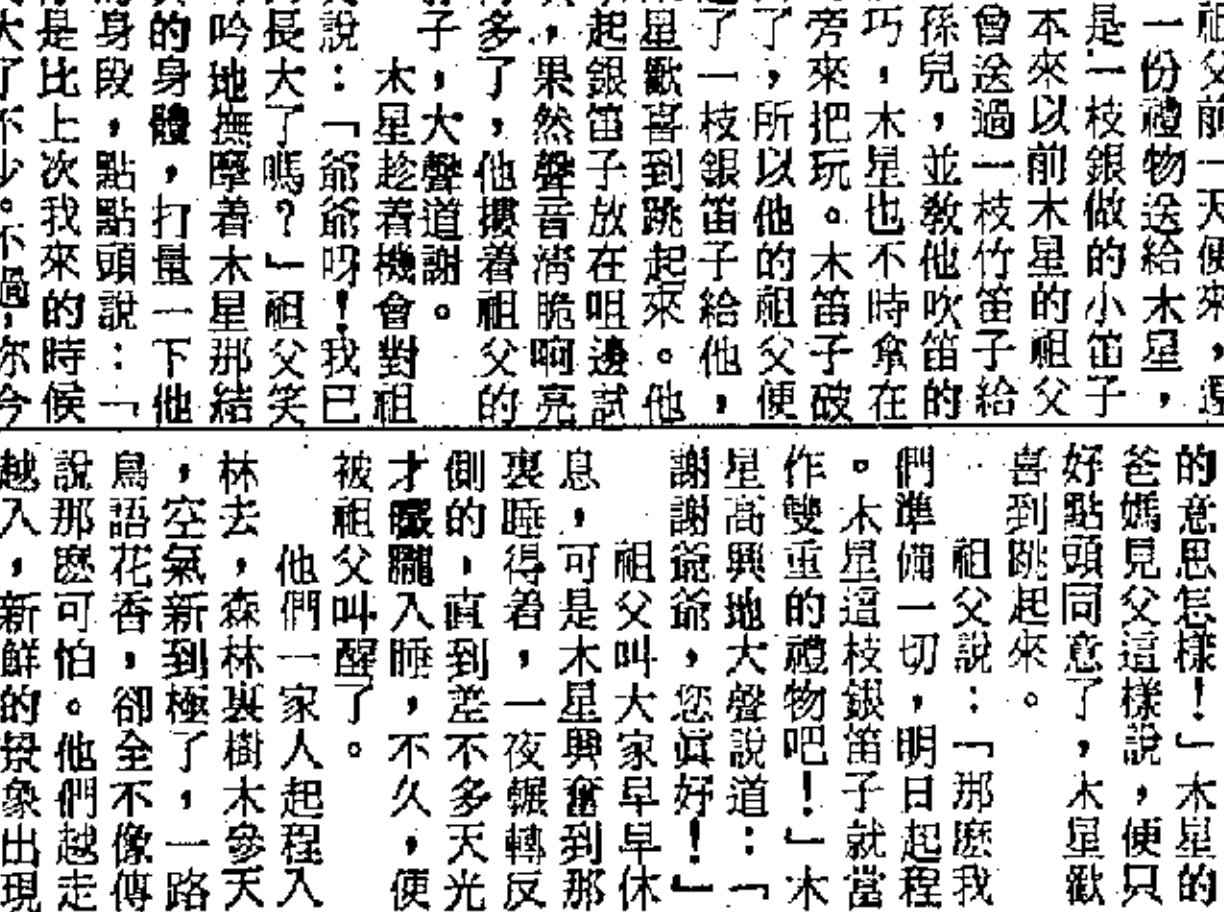 祖父前一天便來，還
一份禮物送給木星，
是一枝銀做的小笛子
本來以前木星的祖父
曾送過一枝竹笛子給
孫兒，並教他吹笛的
巧，木星也不時拿在
旁來把玩。木笛子破
了，所以他的祖父便
了一枝銀笛子給他，
星歡喜到跳起來。他
起銀笛子放在咀邊試
，果然聲音清脆响亮
多了，他摟着祖父的
子，大聲道謝。
木星趁着機會對祖
說：「爺爺呀！我已
長大了嗎？」祖父笑
吟地撫摩着木星那結
的身體，打量一下他
身段，點點頭說：「
是比上次我來的時候
大了不少。不過，你今
的意思怎樣！」木星的
爸媽見父這樣說，便只
好點頭同意了，木星歡
喜到跳起來。
祖父說：「那麽我
們準備一切，明日起程
。木星這枝銀笛子就當
作雙重的禮物吧！」木
星高興地大聲說道：「
謝謝爺爺，您眞好！」
祖父叫大家早早休
息，可是木星興奮到那
裏睡得着，一夜輾轉反
側的，直到差不多天光
才朦朧入睡，不久，便
被祖父叫醒了。
他們一家人起程入
林去，森林裏樹木參天
，空氣新到極了，一路
鳥語花香，卻全不像傳
說那麽可怕。他們越走
越入，新鮮的景象出現